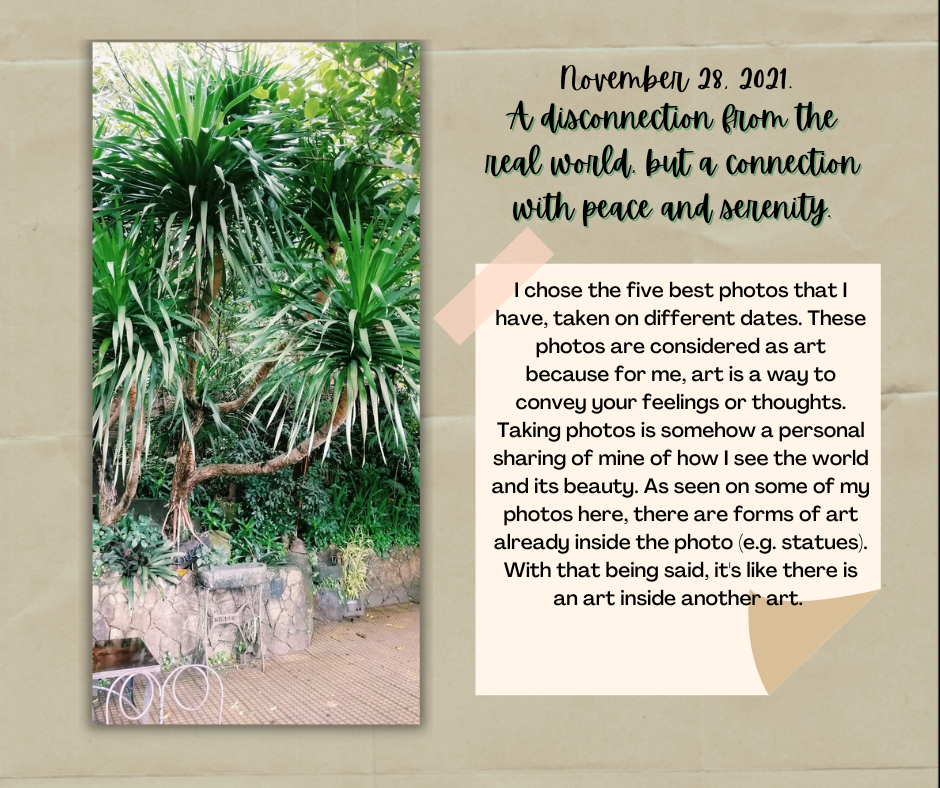 November 28, 2021.
A disconnection from the
real world, but a connection
with peace and serenity.
I chose the five best photos that I
have, taken on different dates. These
photos are considered as art
because for me, art is a way to
convey your feelings or thoughts.
Taking photos is somehow a personal
sharing of mine of how I see the world
and its beauty. As seen on some of my
photos here, there are forms of art
already inside the photo (e.g. statues).
With that being said, it's like there is
an art inside another art.